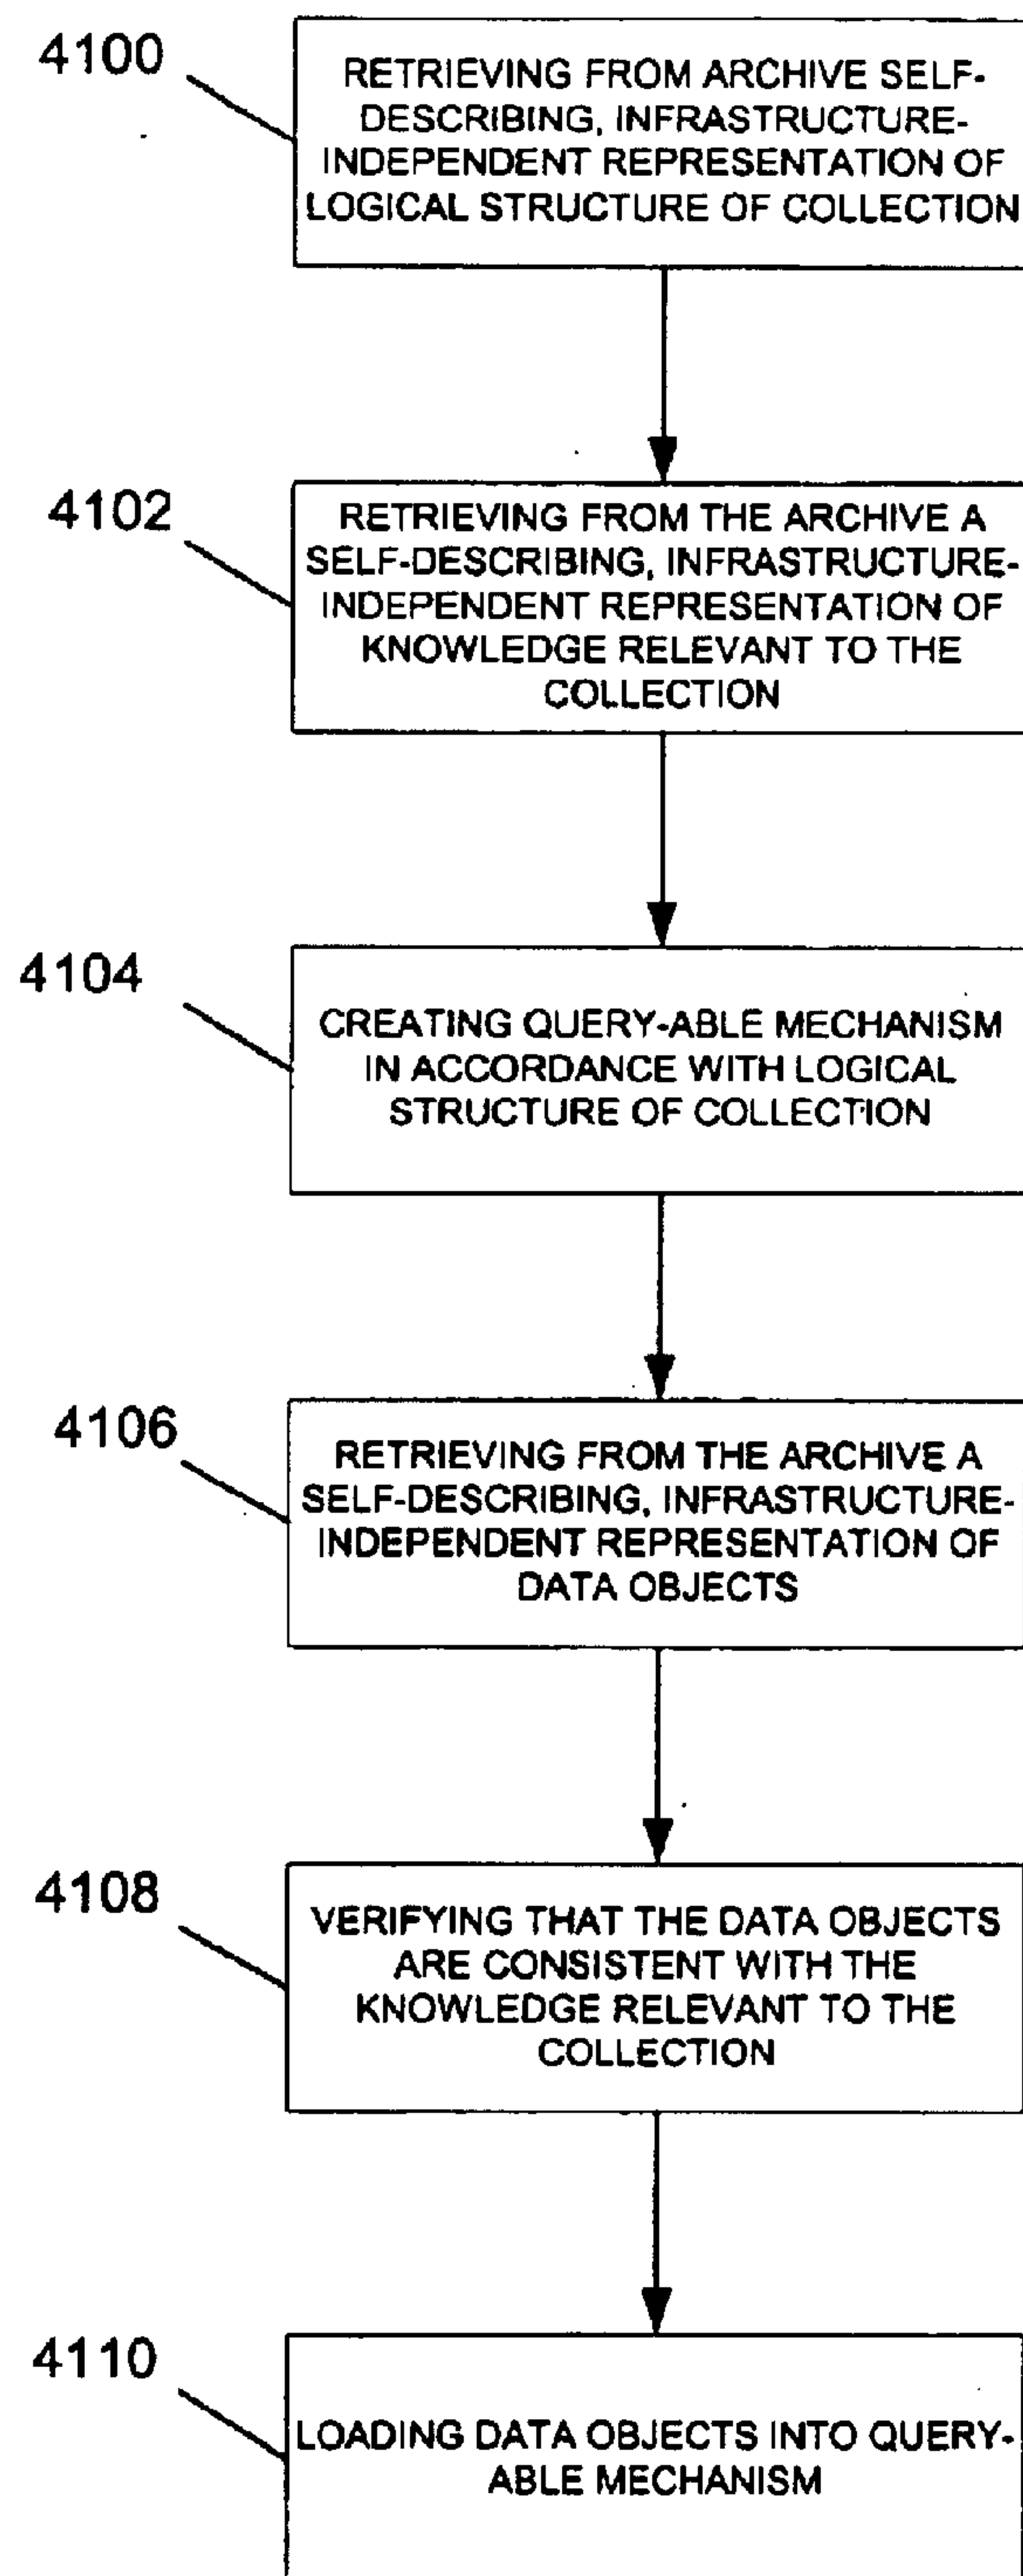 4100
RETRIEVING FROM ARCHIVE SELF-
DESCRIBING, INFRASTRUCTURE-
INDEPENDENT REPRESENTATION OF
LOGICAL STRUCTURE OF COLLECTION
4102
RETRIEVING FROM THE ARCHIVE A
SELF-DESCRIBING, INFRASTRUCTURE-
INDEPENDENT REPRESENTATION OF
KNOWLEDGE RELEVANT TO THE
COLLECTION
4104
CREATING QUERY-ABLE MECHANISM
IN ACCORDANCE WITH LOGICAL
STRUCTURE OF COLLECTION
4106
RETRIEVING FROM THE ARCHIVE A
SELF-DESCRIBING, INFRASTRUCTURE-
INDEPENDENT REPRESENTATION OF
DATA OBJECTS
4108
VERIFYING THAT THE DATA OBJECTS
ARE CONSISTENT WITH THE
KNOWLEDGE RELEVANT TO THE
COLLECTION
4110
LOADING DATA OBJECTS INTO QUERY-
ABLE MECHANISM